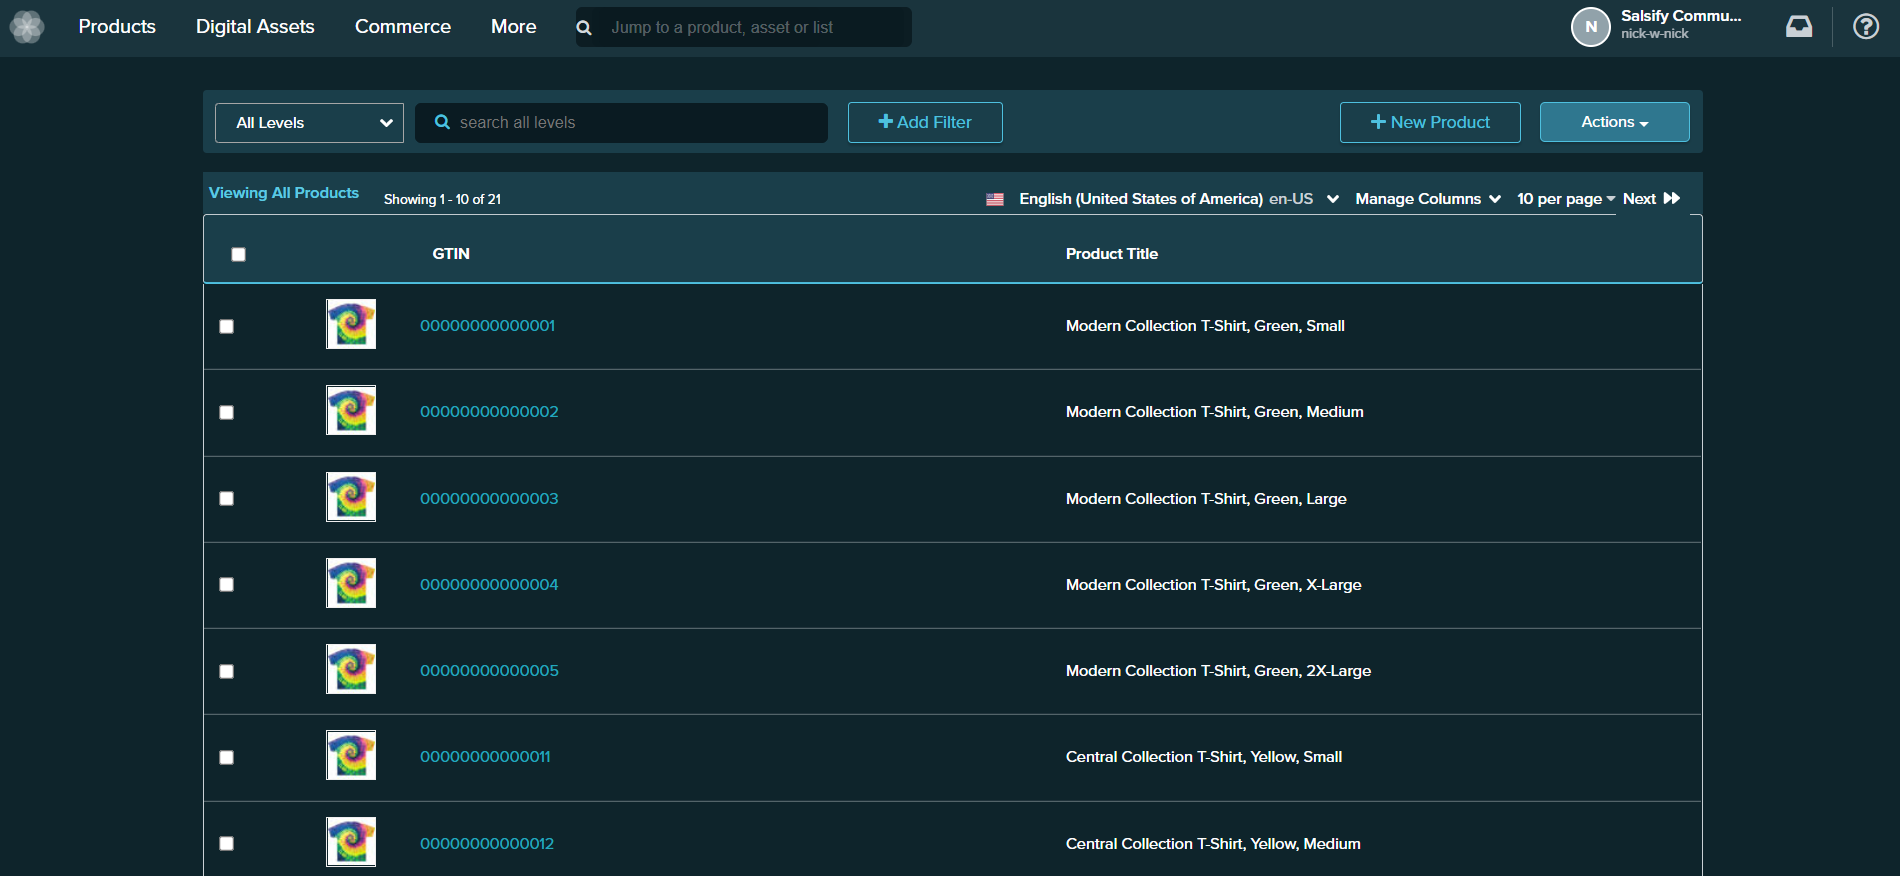 Products Digital Assets Commerce More Jump to a product, asset or list N Salsify Commu...
nick-w-nick
All Levels search all levels Add Filter New Product Actions
Viewing All Products Showing 1 - 10 of 21 English (United States of America) en-US Manage Columns 10 per page Next
GTIN Product Title
00000000000001 Modern Collection T-Shirt, Green, Small
00000000000002 Modern Collection T-Shirt, Green, Medium
00000000000003 Modern Collection T-Shirt, Green, Large
00000000000004 Modern Collection T-Shirt, Green, X-Large
00000000000005 Modern Collection T-Shirt, Green, 2X-Large
00000000000011 Central Collection T-Shirt, Yellow, Small
00000000000012 Central Collection T-Shirt, Yellow, Medium